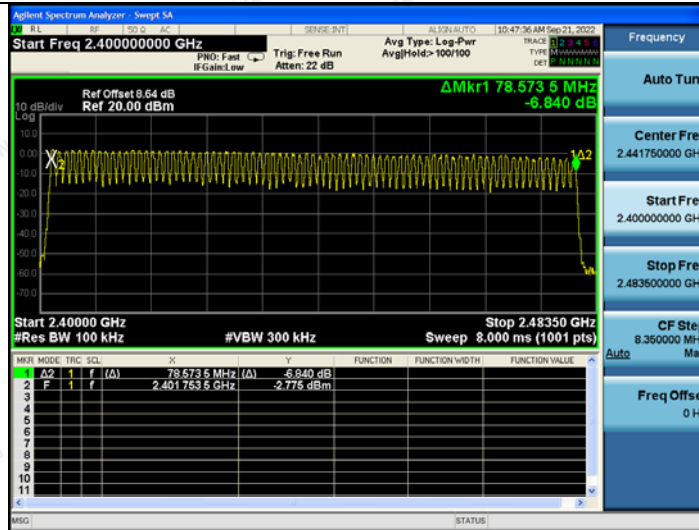 Agilent Spectrum Analyzer - Swept SA
RL RF 50 Ω AC SENSE:INT ALIGN AUTO 10:47:36 AM Sep 21, 2022
Start Freq 2.400000000 GHz
PNO: Fast
IFGain:Low
Trig: Free Run
Atten: 22 dB
Avg Type: Log-Pwr
Avg|Hold:> 100/100
TRACE 1 2 3 4 5 6
TYPE
DET P N N N N N
Ref Offset 8.64 dB
Ref 20.00 dBm
ΔMkr1 78.573 5 MHz
-6.840 dB
10 dB/div
Log
10.0
0.00
-10.0
-20.0
-30.0
-40.0
-50.0
-60.0
-70.0
2
1Δ2
Start 2.40000 GHz Stop 2.48350 GHz
#Res BW 100 kHz #VBW 300 kHz Sweep 8.000 ms (1001 pts)
MKR MODE TRC SCL X Y FUNCTION FUNCTION WIDTH FUNCTION VALUE
1 Δ2 1 f (Δ) 78.573 5 MHz (Δ) -6.840 dB
2 F 1 f 2.401 753 5 GHz -2.775 dBm
3
4
5
6
7
8
9
10
11
MSG STATUS
Frequency
Auto Tun
Center Fre
2.441750000 GH
Start Fre
2.400000000 GH
Stop Fre
2.483500000 GH
CF Ste
8.350000 MH
Auto Ma
Freq Offse
0 H